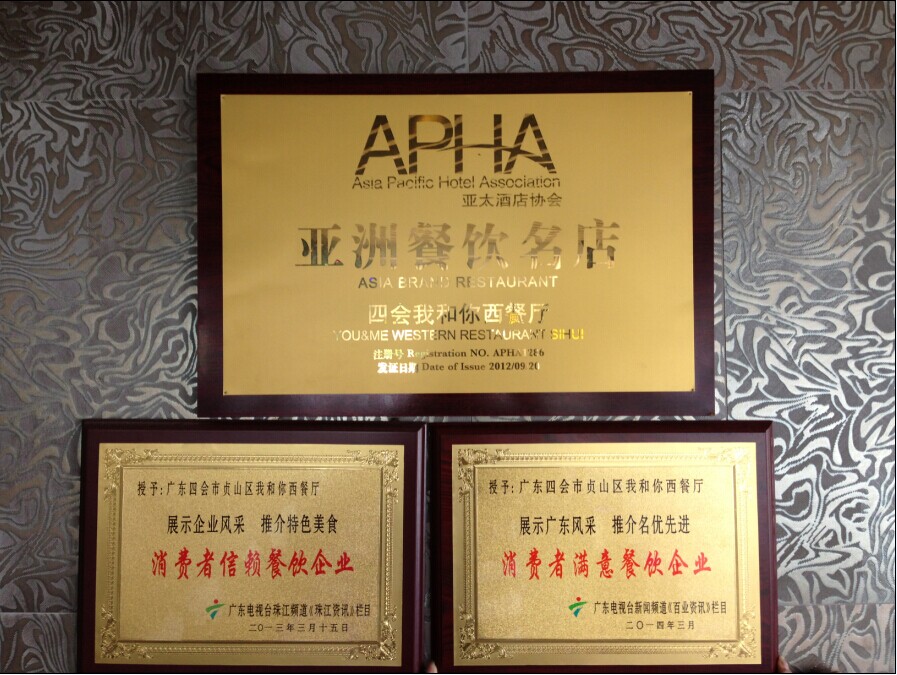 APHA
Asia Pacific Hotel Association
亚太酒店协会
亚洲餐饮名店
ASIA BRAND RESTAURANT
四会我和你西餐厅
YOU&ME WESTERN RESTAURANT SIHUI
注册号 Registration NO.
发证日期 Date of Issue 2012/09.20
授予:广东四会市贞山区我和你西餐厅
展示企业风采 推介特色美食
消费者信赖餐饮企业
广东电视台珠江频道《珠江资讯》栏目
二〇一三年三月十五日
授予:广东四会市贞山区我和你西餐厅
展示广东风采 推介名优先进
消费者满意餐饮企业
广东电视台新闻频道《百业资讯》栏目
二〇一四年三月